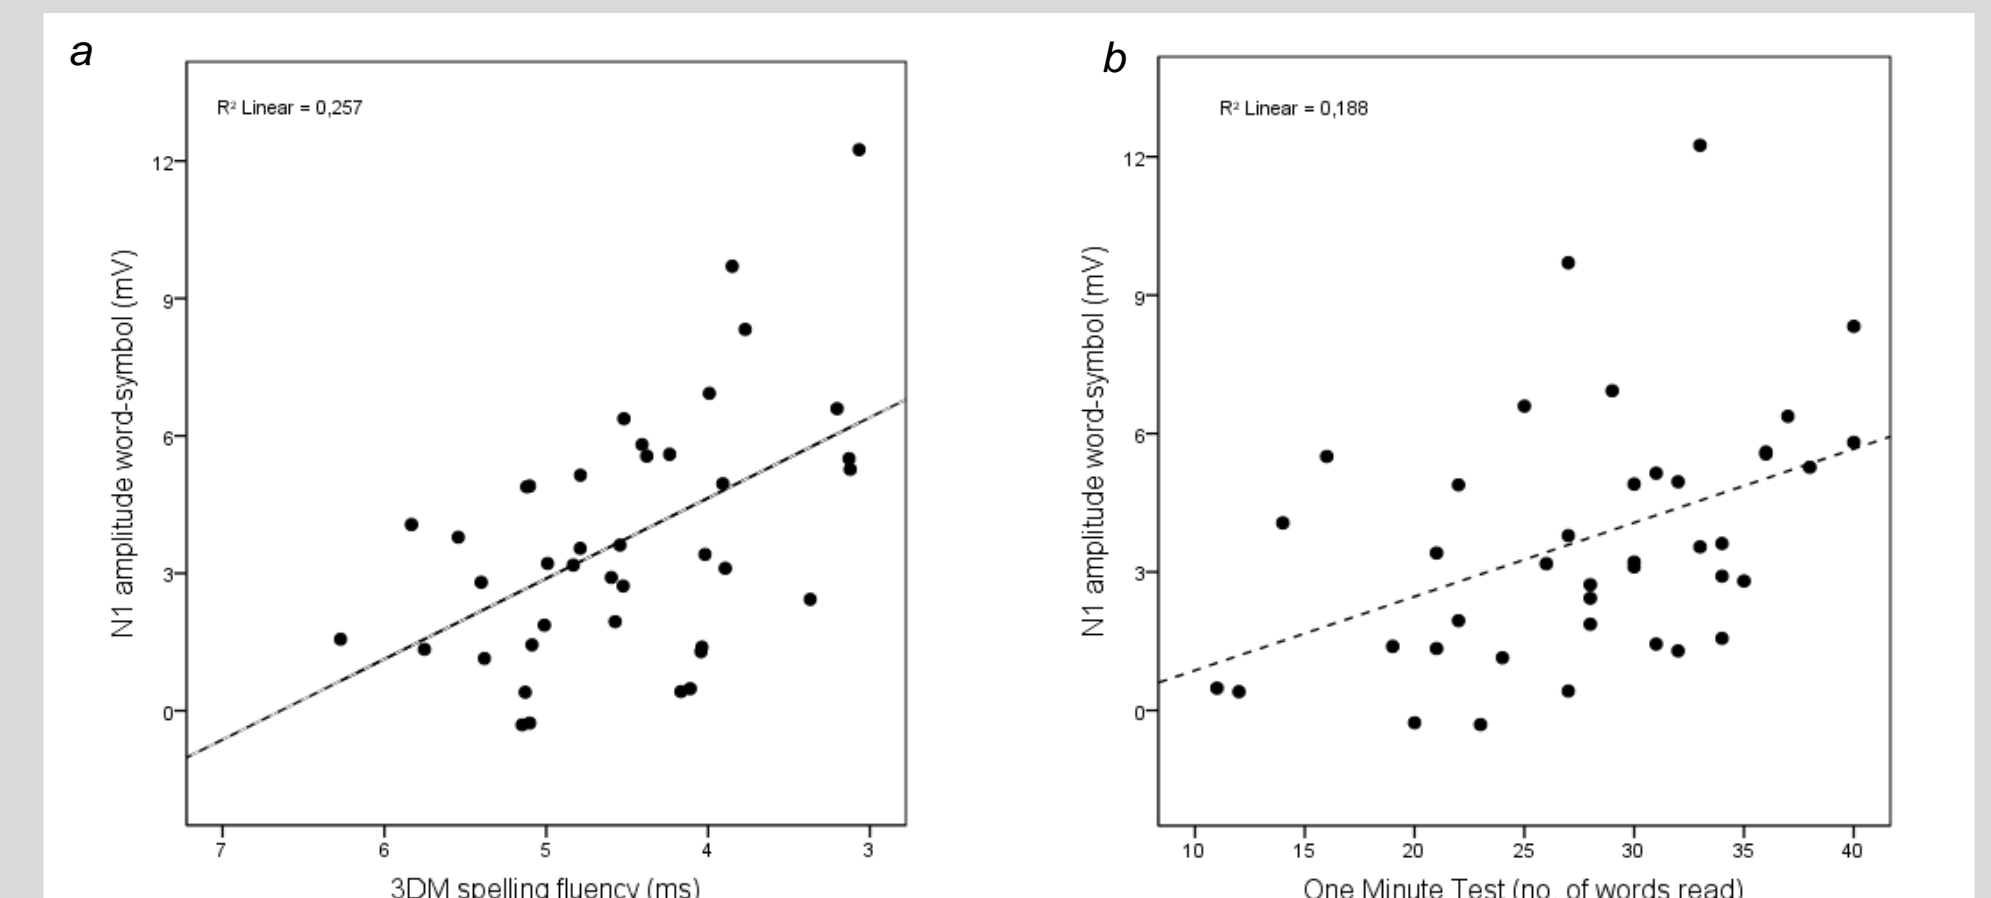 a
R² Linear = 0,257
12
9
6
3
0
N1 amplitude word-symbol (mV)
7 6 5 4 3
3DM spelling fluency (ms)
b
R² Linear = 0,188
12
9
6
3
0
N1 amplitude word-symbol (mV)
10 15 20 25 30 35 40
One Minute Test (no. of words read)